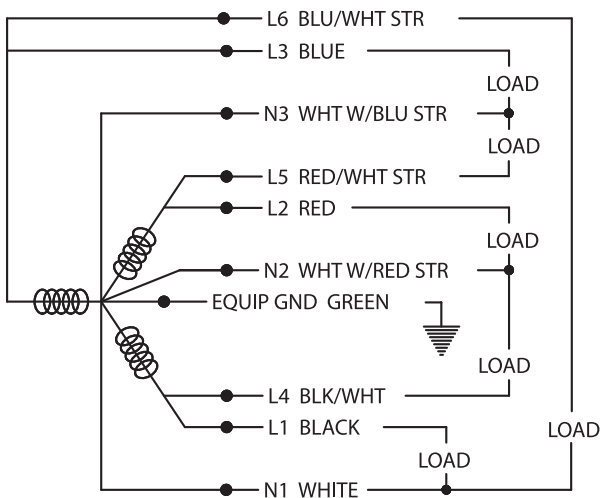 L6 BLU/WHT STR
L3 BLUE
LOAD
N3 WHT W/BLU STR
LOAD
L5 RED/WHT STR
L2 RED
LOAD
N2 WHT W/RED STR
EQUIP GND GREEN
LOAD
L4 BLK/WHT
L1 BLACK
LOAD
LOAD
N1 WHITE